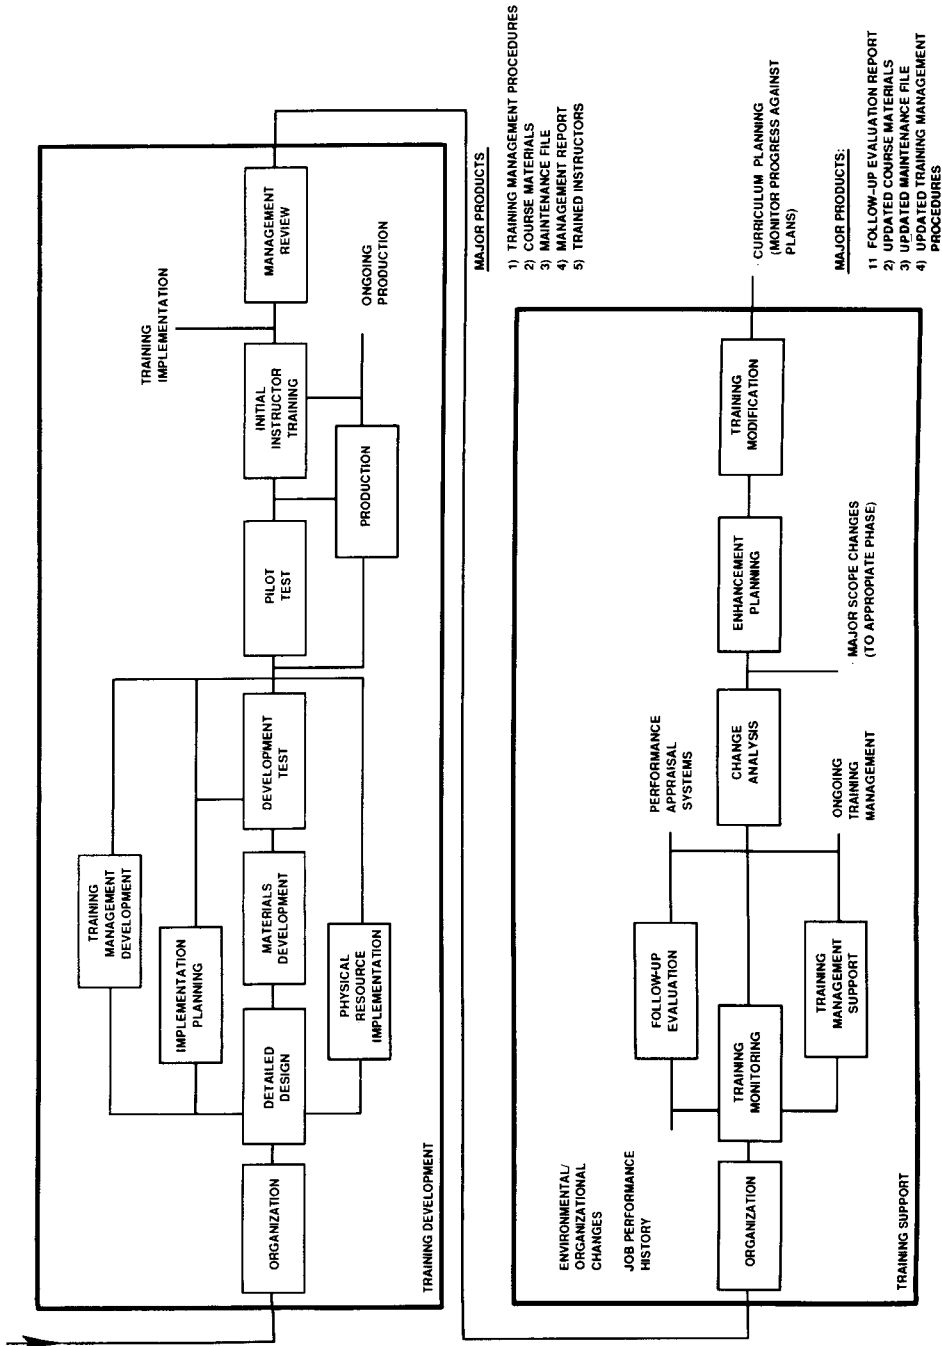 ORGANIZATION
DETAILED
DESIGN
TRAINING
MANAGEMENT
DEVELOPMENT
IMPLEMENTATION
PLANNING
MATERIALS
DEVELOPMENT
PHYSICAL
RESOURCE
IMPLEMENTATION
DEVELOPMENT
TEST
PILOT
TEST
PRODUCTION
INITIAL
INSTRUCTOR
TRAINING
TRAINING
IMPLEMENTATION
ONGOING
PRODUCTION
MANAGEMENT
REVIEW
TRAINING DEVELOPMENT
MAJOR PRODUCTS
1) TRAINING MANAGEMENT PROCEDURES
2) COURSE MATERIALS
3) MAINTENANCE FILE
4) MANAGEMENT REPORT
5) TRAINED INSTRUCTORS
ENVIRONMENTAL/
ORGANIZATIONAL
CHANGES
JOB PERFORMANCE
HISTORY
ORGANIZATION
TRAINING
MONITORING
FOLLOW-UP
EVALUATION
TRAINING
MANAGEMENT
SUPPORT
PERFORMANCE
APPRAISAL
SYSTEMS
CHANGE
ANALYSIS
ONGOING
TRAINING
MANAGEMENT
ENHANCEMENT
PLANNING
MAJOR SCOPE CHANGES
(TO APPROPIATE PHASE)
TRAINING
MODIFICATION
CURRICULUM PLANNING
(MONITOR PROGRESS AGAINST
PLANS)
TRAINING SUPPORT
MAJOR PRODUCTS:
11 FOLLOW-UP EVALUATION REPORT
2) UPDATED COURSE MATERIALS
3) UPDATED MAINTENANCE FILE
4) UPDATED TRAINING MANAGEMENT
PROCEDURES